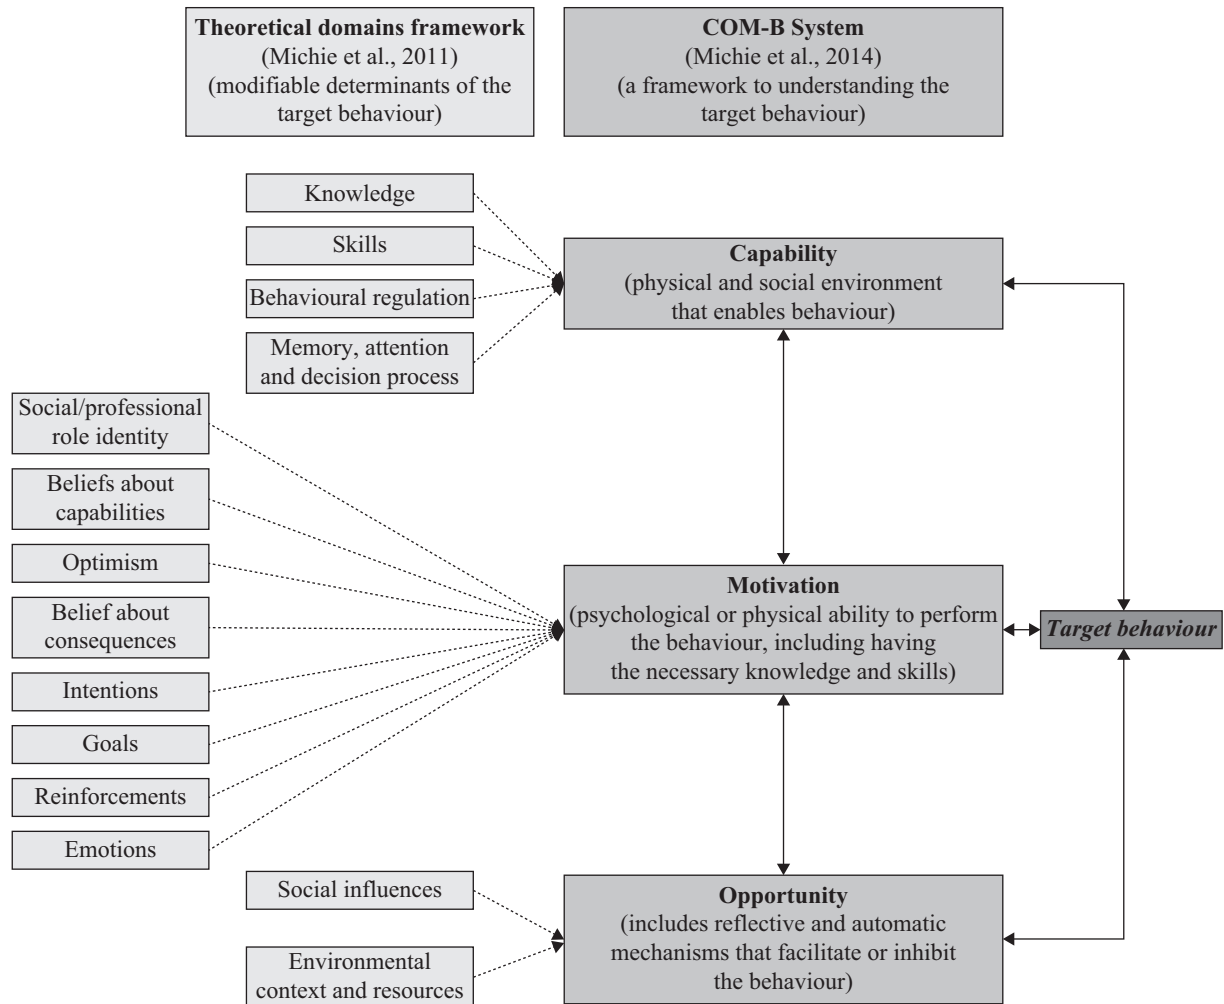 Theoretical domains framework
(Michie et al., 2011)
(modifiable determinants of the
target behaviour)
COM-B System
(Michie et al., 2014)
(a framework to understanding the
target behaviour)
Knowledge
Skills
Behavioural regulation
Memory, attention
and decision process
Capability
(physical and social environment
that enables behaviour)
Social/professional
role identity
Beliefs about
capabilities
Optimism
Belief about
consequences
Intentions
Goals
Reinforcements
Emotions
Motivation
(psychological or physical ability to perform
the behaviour, including having
the necessary knowledge and skills)
Target behaviour
Social influences
Environmental
context and resources
Opportunity
(includes reflective and automatic
mechanisms that facilitate or inhibit
the behaviour)